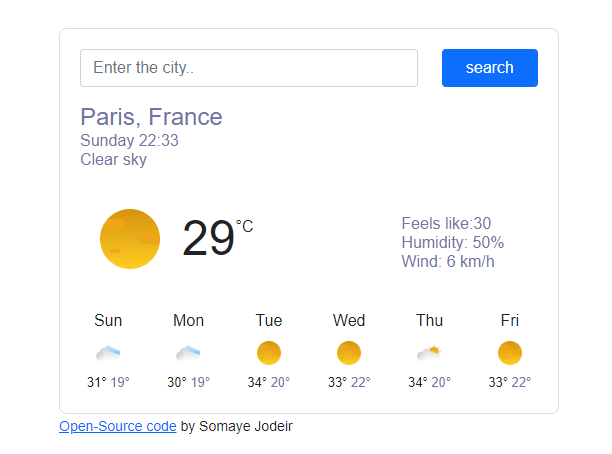 Enter the city..
search
Paris, France
Sunday 22:33
Clear sky
29°C
Feels like:30
Humidity: 50%
Wind: 6 km/h
Sun Mon Tue Wed Thu Fri
31° 19° 30° 19° 34° 20° 33° 22° 34° 20° 33° 22°
Open-Source code by Somaye Jodeir